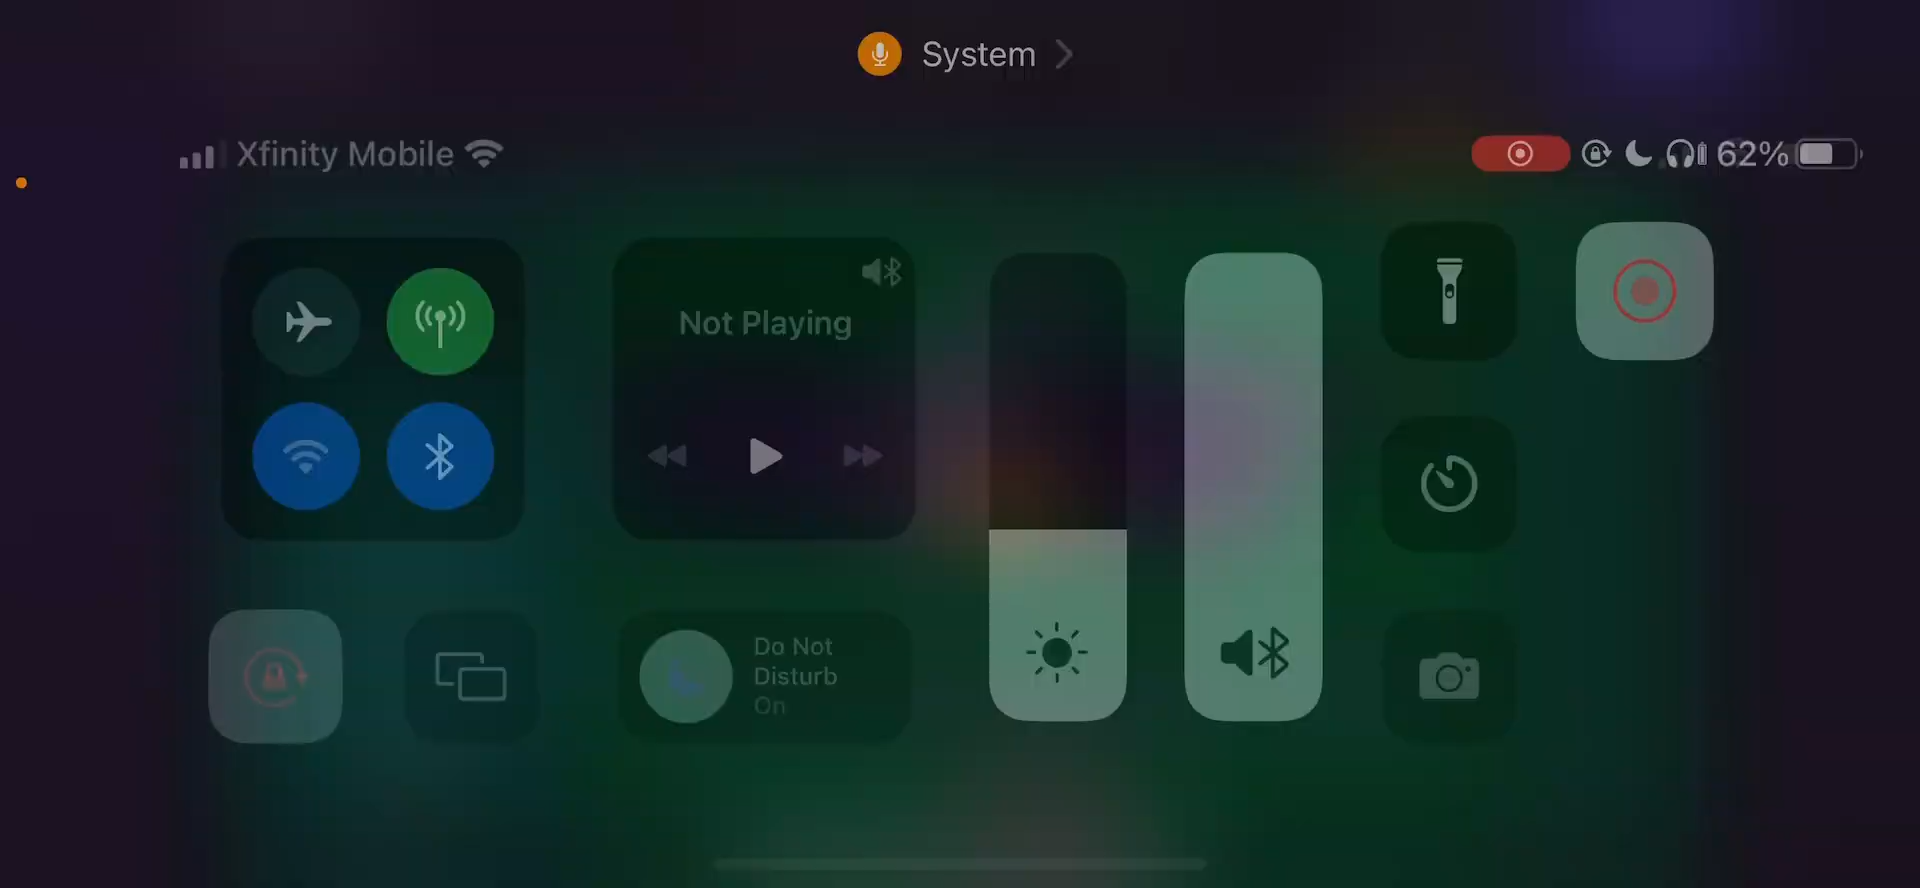 System
Xfinity Mobile
62%
Not Playing
Do Not
Disturb
On